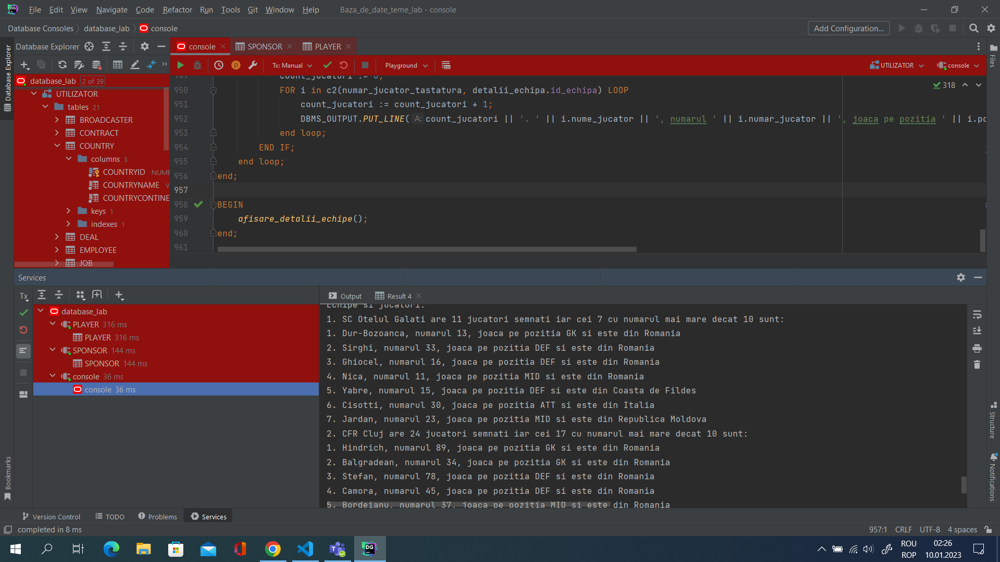 File Edit View Navigate Code Refactor Run Tools Git Window Help Baza_de_date_teme_lab - console
Database Consoles database_lab console Add Configuration...
Database Explorer console SPONSOR PLAYER
Tx: Manual Playground UTILIZATOR console
Database Explorer
Files
database_lab 2 of 39
UTILIZATOR
tables 21
BROADCASTER
CONTRACT
COUNTRY
columns 3
COUNTRYID NUME
COUNTRYNAME V
COUNTRYCONTINE
keys 1
indexes 1
DEAL
EMPLOYEE
JOB
318
count_jucatori := 0;
950 FOR i in c2(numar_jucator_tastatura, detalii_echipa.id_echipa) LOOP
951 count_jucatori := count_jucatori + 1;
952 DBMS_OUTPUT.PUT_LINE( A: count_jucatori || '. ' || i.nume_jucator || ', numarul ' || i.numar_jucator || ', joaca pe pozitia ' || i.po
953 end loop;
954 END IF;
955 end loop;
956 end;
957
958 BEGIN
959 afisare_detalii_echipe();
960 end;
961
Services
Tx
database_lab
PLAYER 316 ms
PLAYER 316 ms
SPONSOR 144 ms
SPONSOR 144 ms
console 36 ms
console 36 ms
Output Result 4
Echipe si jucatori:
1. SC Otelul Galati are 11 jucatori semnati iar cei 7 cu numarul mai mare decat 10 sunt:
1. Dur-Bozoanca, numarul 13, joaca pe pozitia GK si este din Romania
2. Sirghi, numarul 33, joaca pe pozitia DEF si este din Romania
3. Ghiocel, numarul 16, joaca pe pozitia DEF si este din Romania
4. Nica, numarul 11, joaca pe pozitia MID si este din Romania
5. Yabre, numarul 15, joaca pe pozitia DEF si este din Coasta de Fildes
6. Cisotti, numarul 30, joaca pe pozitia ATT si este din Italia
7. Jardan, numarul 23, joaca pe pozitia MID si este din Republica Moldova
2. CFR Cluj are 24 jucatori semnati iar cei 17 cu numarul mai mare decat 10 sunt:
1. Hindrich, numarul 89, joaca pe pozitia GK si este din Romania
2. Balgradean, numarul 34, joaca pe pozitia GK si este din Romania
3. Stefan, numarul 78, joaca pe pozitia DEF si este din Romania
4. Camora, numarul 45, joaca pe pozitia DEF si este din Romania
5. Bordeianu, numarul 37, joaca pe pozitia MID si este din Romania
Structure
Notifications
Bookmarks
Version Control TODO Problems Services
completed in 8 ms 957:1 CRLF UTF-8 4 spaces
ROU 02:26
ROP 10.01.2023